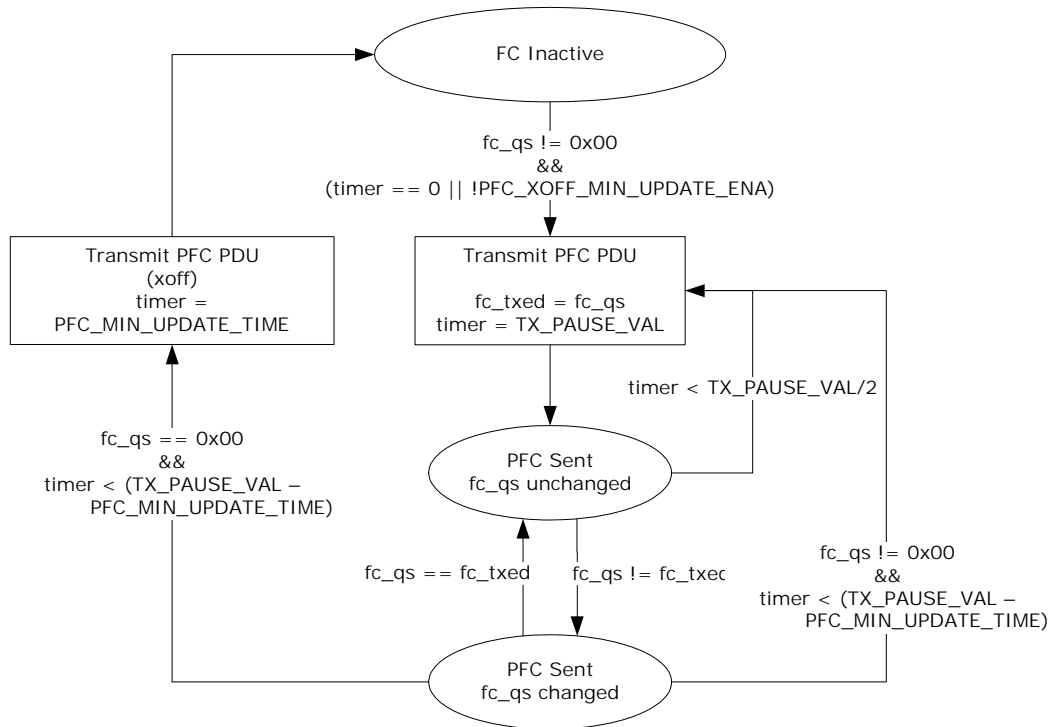 FC Inactive
fc_qs != 0x00
&&
(timer == 0 || !PFC_XOFF_MIN_UPDATE_ENA)
Transmit PFC PDU
(xoff)
timer =
PFC_MIN_UPDATE_TIME
Transmit PFC PDU
fc_txed = fc_qs
timer = TX_PAUSE_VAL
timer < TX_PAUSE_VAL/2
fc_qs == 0x00
&&
timer < (TX_PAUSE_VAL –
PFC_MIN_UPDATE_TIME)
PFC Sent
fc_qs unchanged
fc_qs == fc_txed
fc_qs != fc_txed
fc_qs != 0x00
&&
timer < (TX_PAUSE_VAL –
PFC_MIN_UPDATE_TIME)
PFC Sent
fc_qs changed